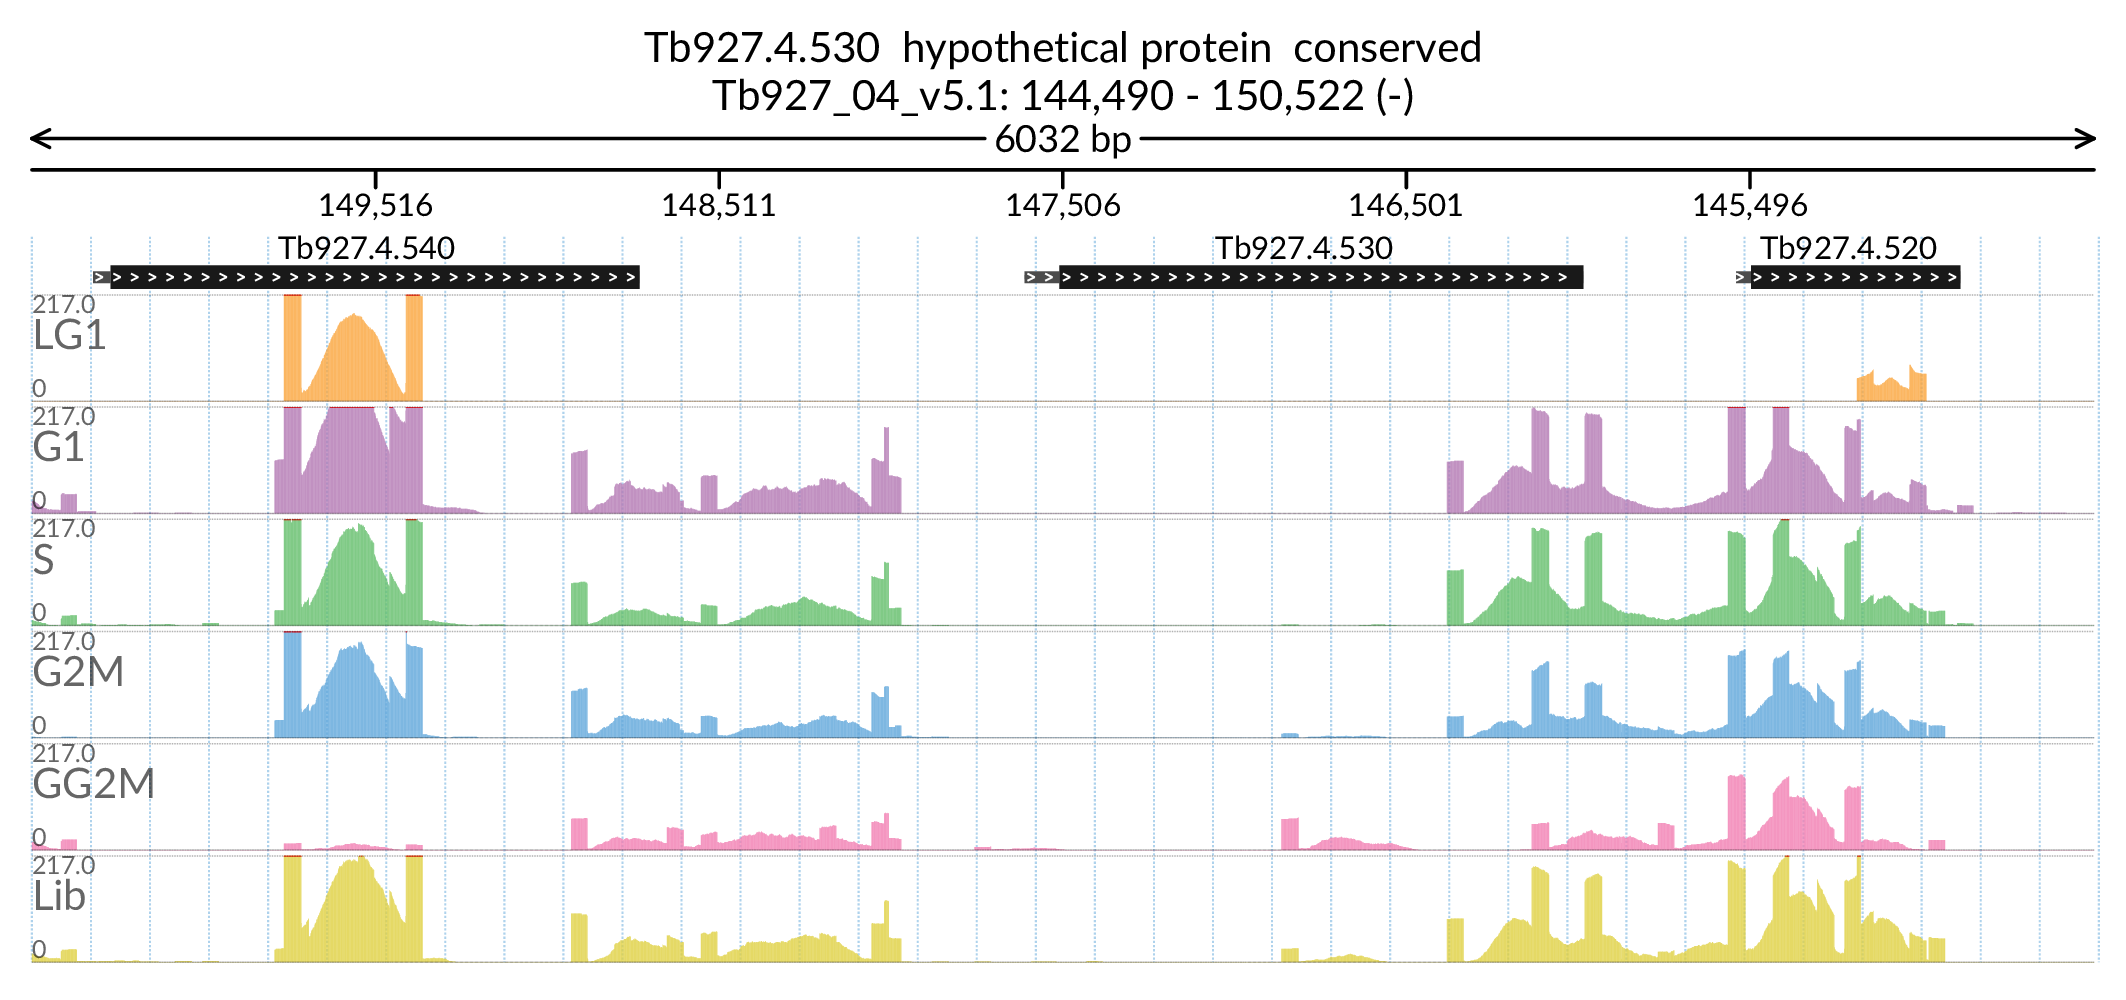 Tb927.4.530  hypothetical protein  conserved
Tb927_04_v5.1: 144,490 - 150,522 (-)
6032 bp
149,516 148,511 147,506 146,501 145,496
Tb927.4.540 Tb927.4.530 Tb927.4.520
217.0
LG1
0
217.0
G1
0
217.0
S
0
217.0
G2M
0
217.0
GG2M
0
217.0
Lib
0